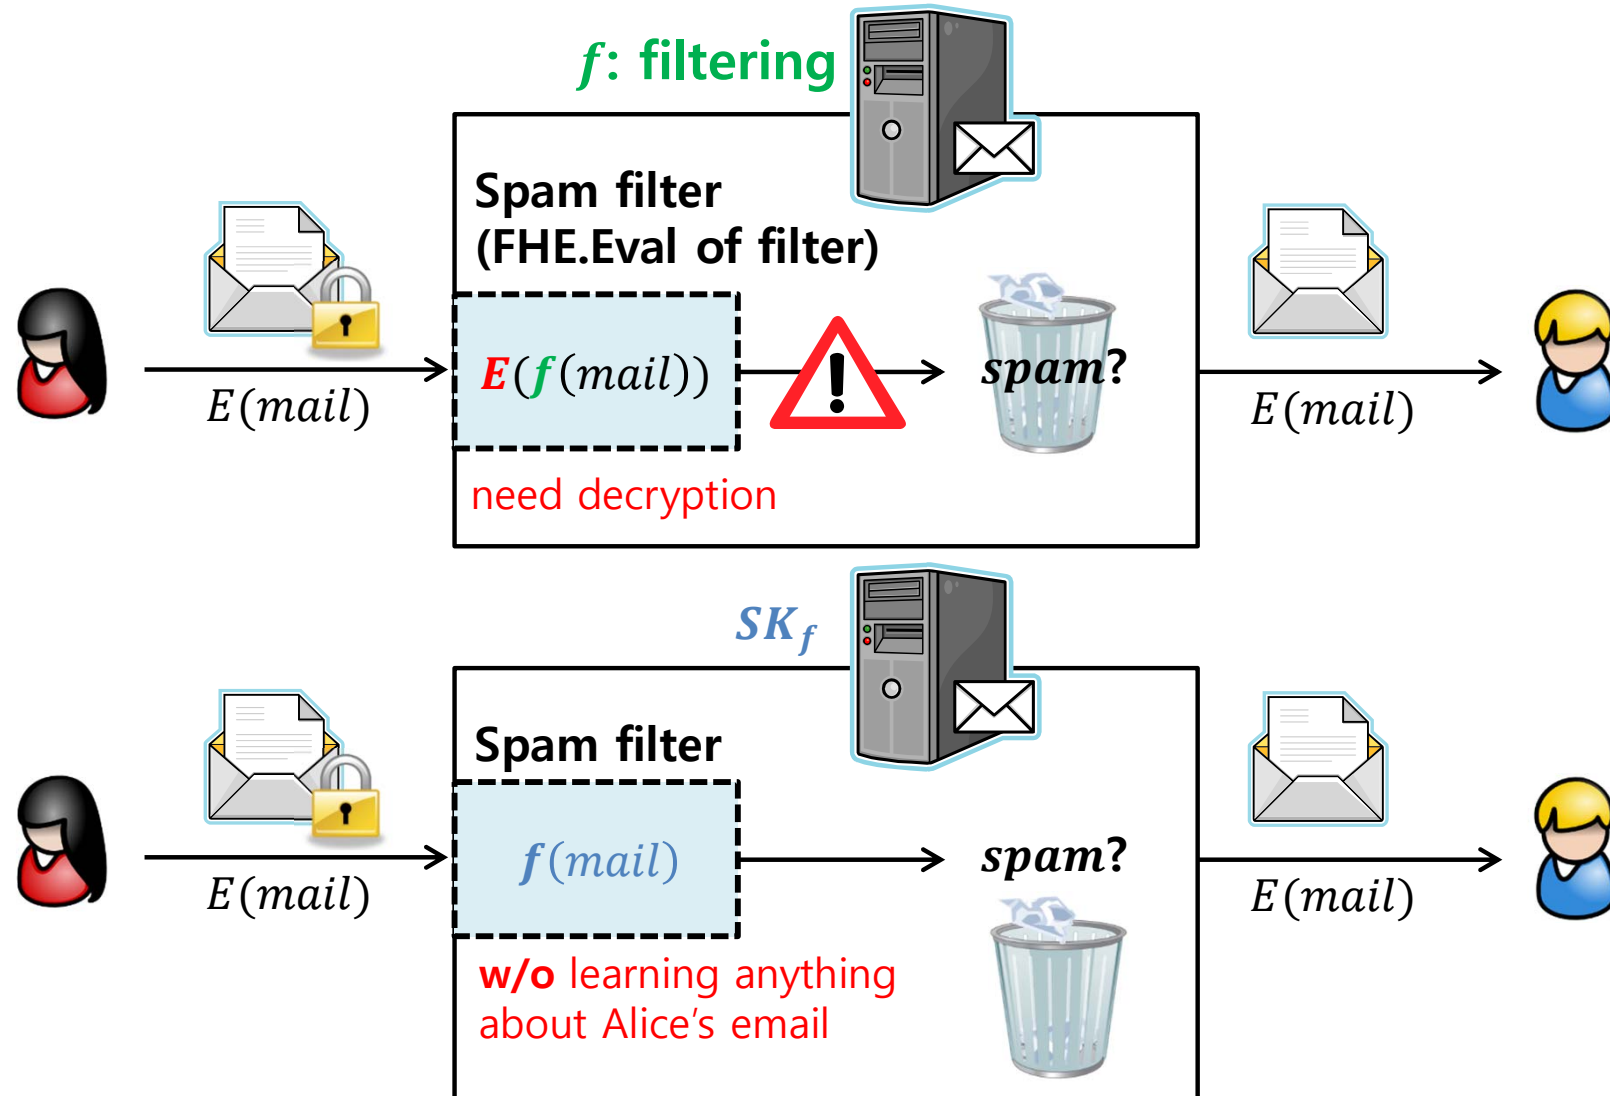 f: filtering
Spam filter
(FHE.Eval of filter)
E(mail)
E(f(mail))
spam?
E(mail)
need decryption
SK_f
Spam filter
E(mail)
f(mail)
spam?
E(mail)
w/o learning anything
about Alice's email